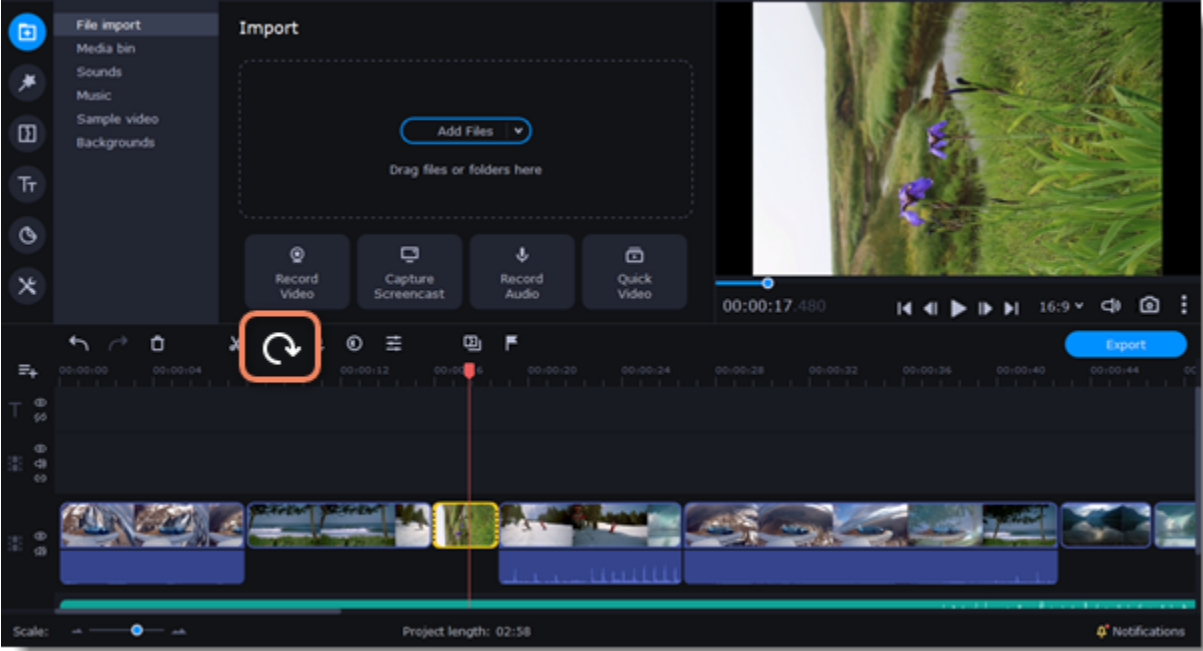 File import
Media bin
Sounds
Music
Sample video
Backgrounds
Import
Add Files
Drag files or folders here
Record
Video
Capture
Screencast
Record
Audio
Quick
Video
00:00:17.480
16:9
Export
00:00:00 00:00:04 00:00:12 00:00:20 00:00:24 00:00:28 00:00:32 00:00:36 00:00:40 00:00:44
Scale:
Project length: 02:58
Notifications